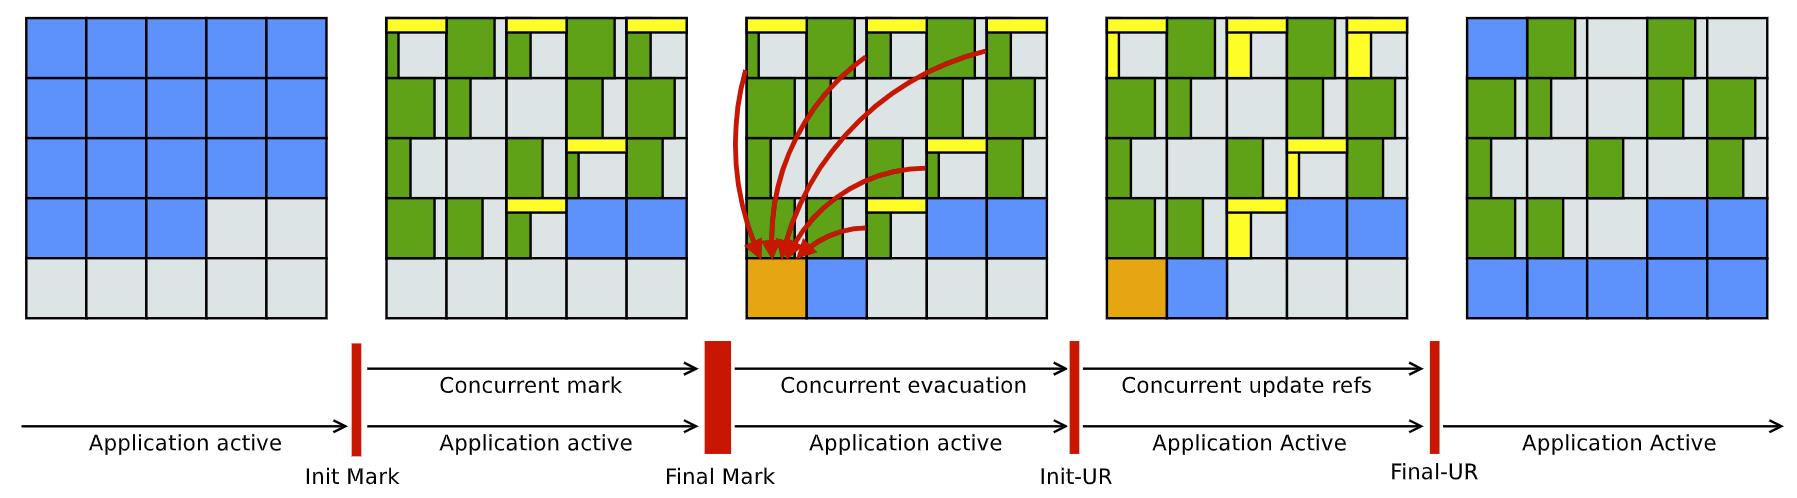 Concurrent mark
Concurrent evacuation
Concurrent update refs
Application active
Application active
Application active
Application Active
Application Active
Init Mark
Final Mark
Init-UR
Final-UR